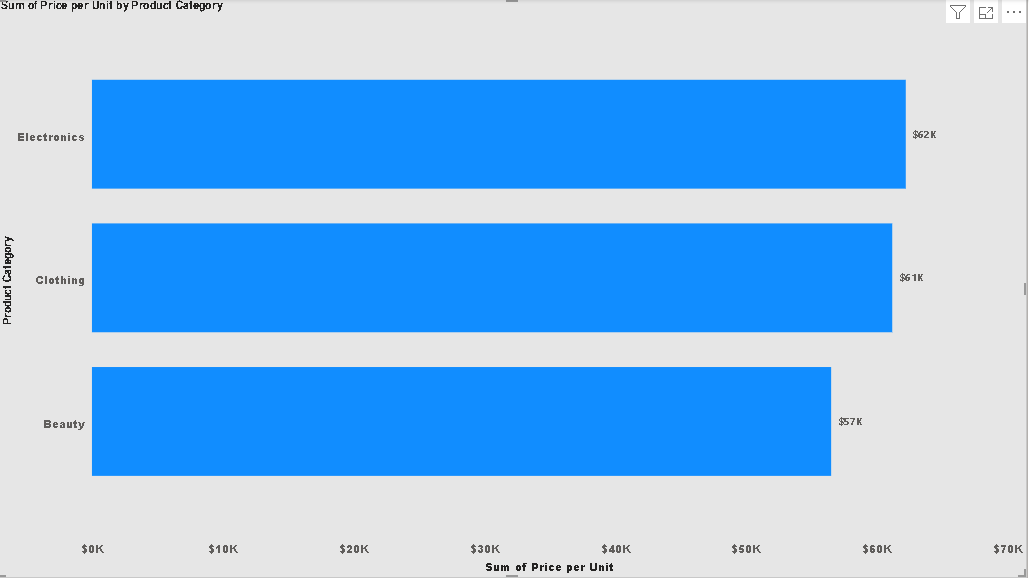 Sum of Price per Unit by Product Category
Electronics
$62K
Clothing
$61K
Beauty
$57K
Product Category
$0K $10K $20K $30K $40K $50K $60K $70K
Sum of Price per Unit